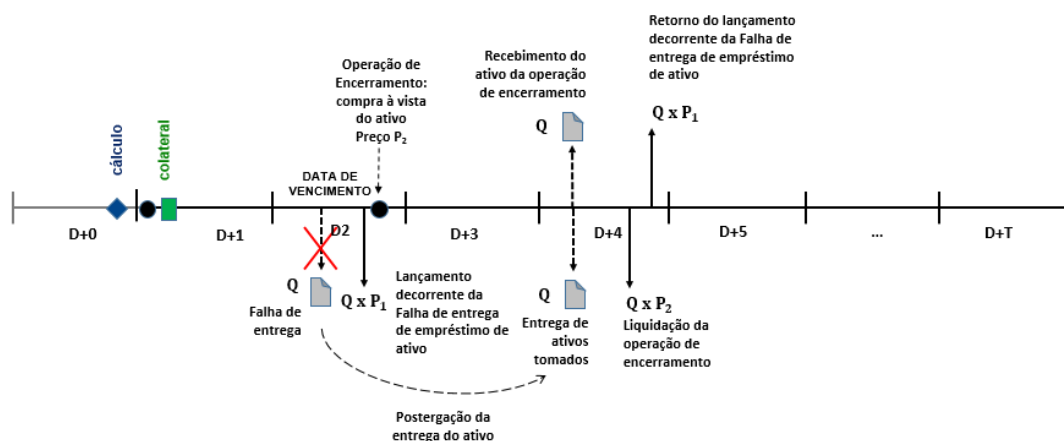 Retorno do lançamento
decorrente da Falha de
entrega de empréstimo
de ativo
Recebimento do
ativo da operação
de encerramento
Operação de
Encerramento:
compra à vista
do ativo
Preço P₂
cálculo
colateral
Q
Q x P₁
DATA DE
VENCIMENTO
D+0
D+1
D2
D+3
D+4
D+5
...
D+T
Q
Falha de
entrega
Q x P₁
Lançamento
decorrente da
Falha de entrega
de empréstimo de
ativo
Q
Entrega de
ativos
tomados
Q x P₂
Liquidação da
operação de
encerramento
Postergação da
entrega do ativo